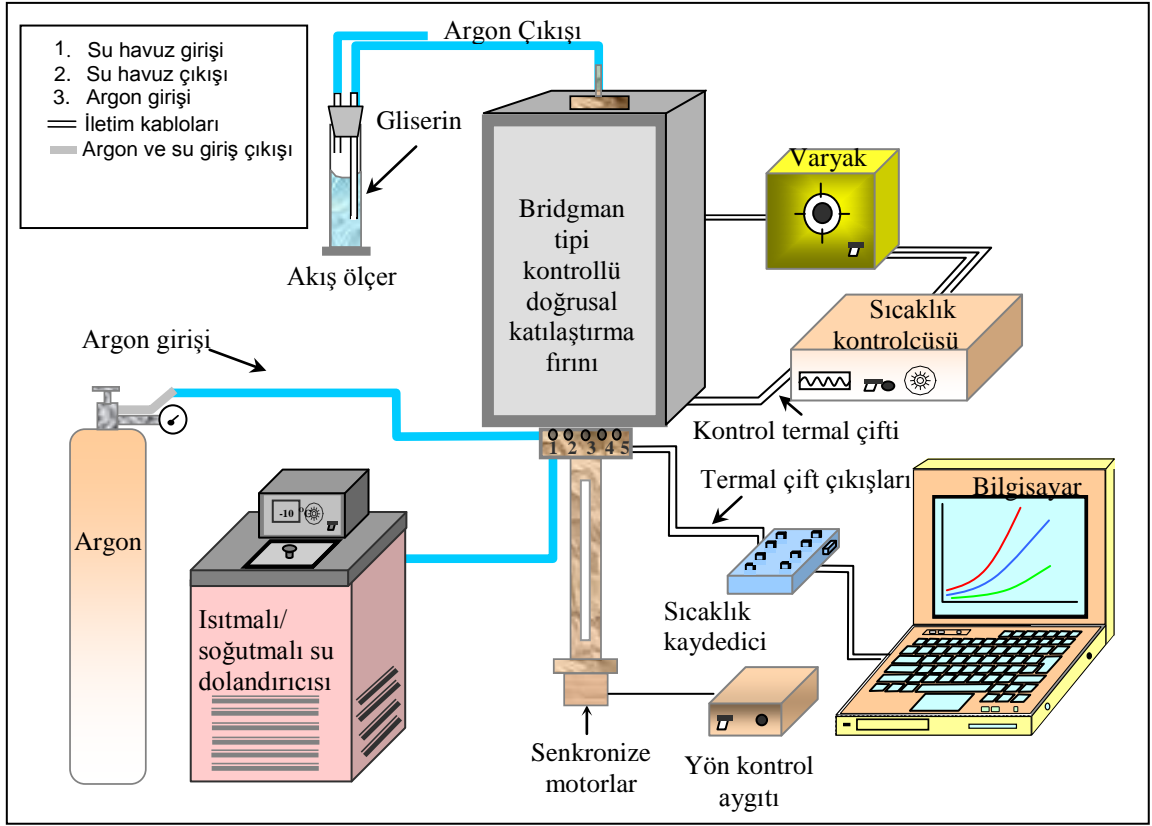 1. Su havuz girişi
2. Su havuz çıkışı
3. Argon girişi
İletim kabloları
Argon ve su giriş çıkışı
Argon Çıkışı
Gliserin
Akış ölçer
Bridgman
tipi
kontrollü
doğrusal
katılaştırma
fırını
Varyak
Sıcaklık
kontrolcüsü
Argon girişi
Kontrol termal çifti
1 2 3 4 5
Termal çift çıkışları
Bilgisayar
-10 °C
Argon
Isıtmalı/
soğutmalı su
dolandırıcısı
Sıcaklık
kaydedici
Senkronize
motorlar
Yön kontrol
aygıtı